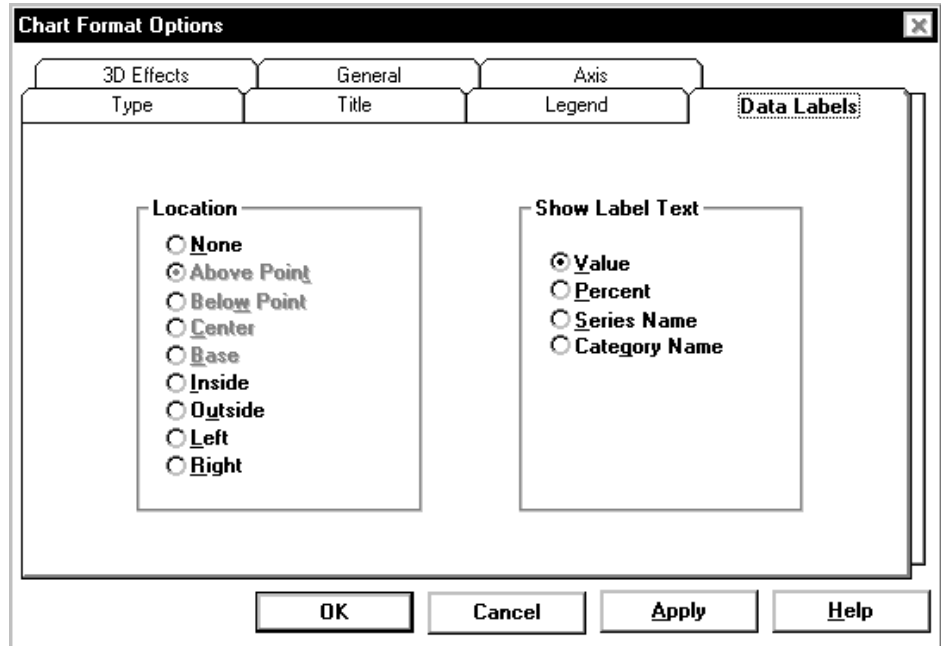 Chart Format Options
3D Effects General Axis
Type Title Legend Data Labels
Location
None
Above Point
Below Point
Center
Base
Inside
Outside
Left
Right
Show Label Text
Value
Percent
Series Name
Category Name
OK Cancel Apply Help